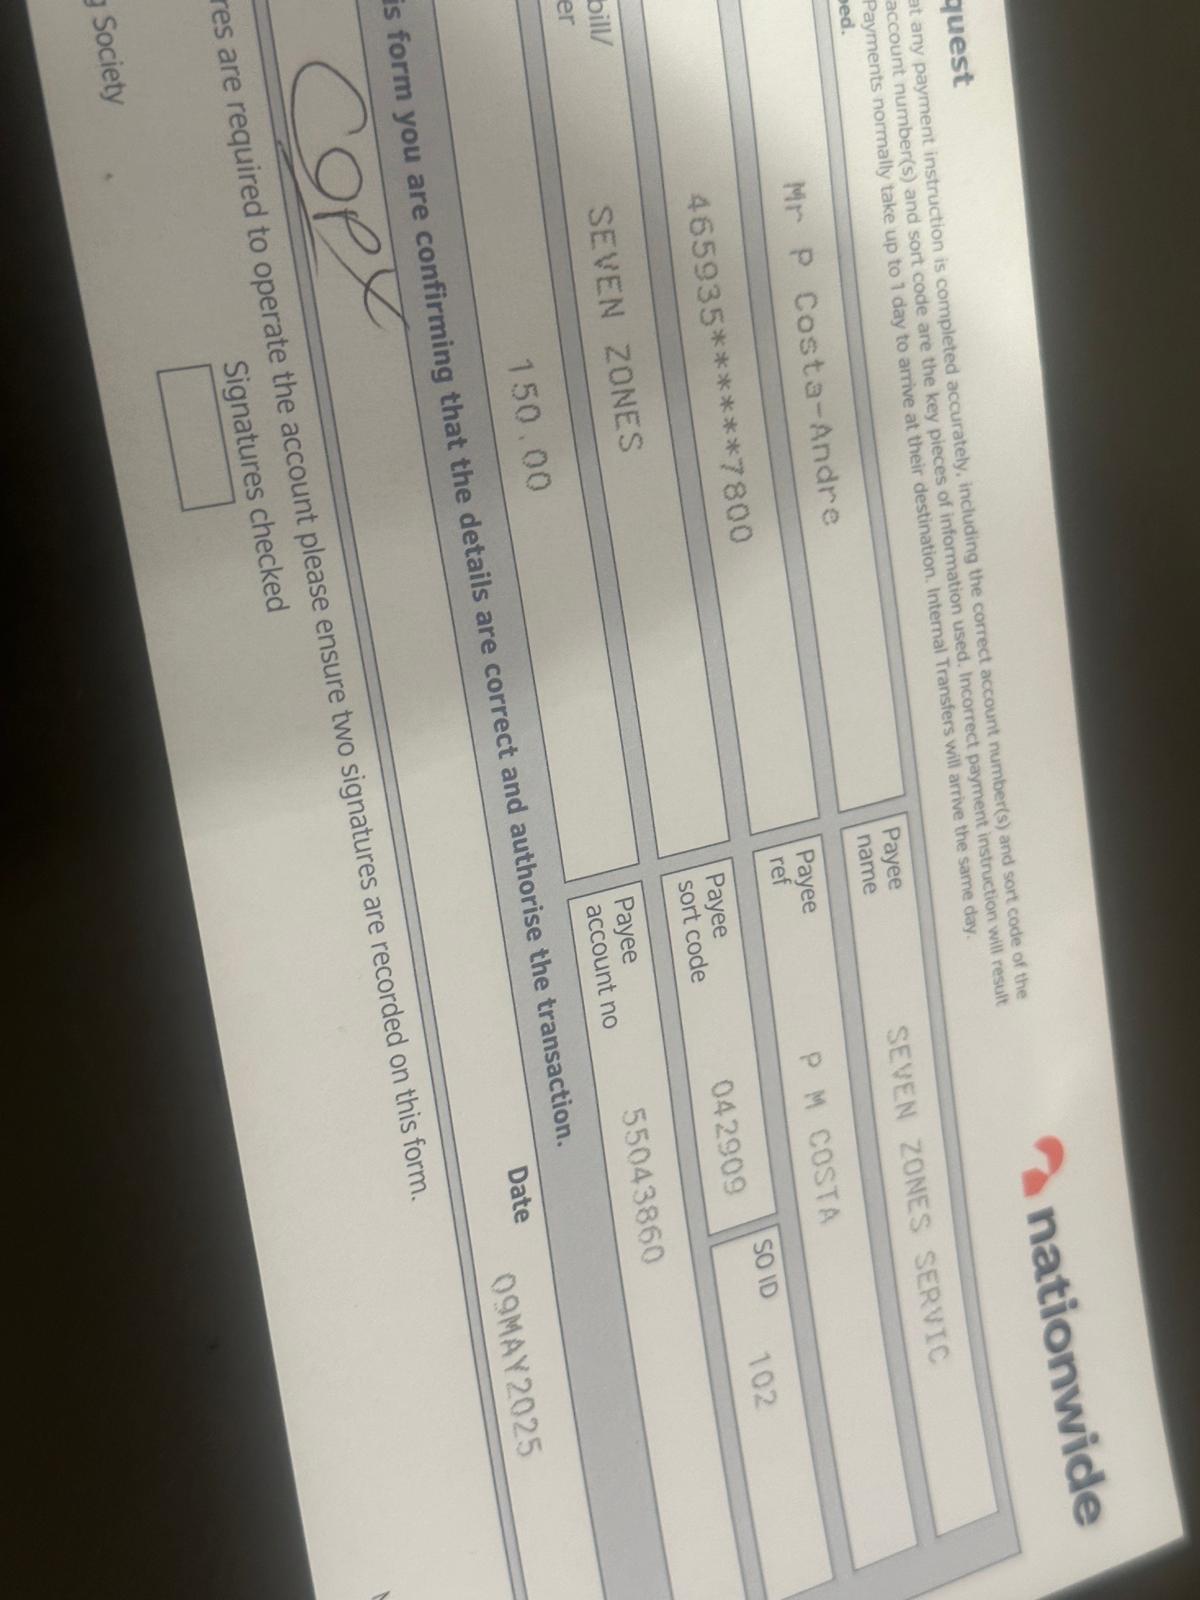 quest
nationwide
at any payment instruction is completed accurately, including the correct account number(s) and sort code of the
account number(s) and sort code are the key pieces of information used. Incorrect payment instruction will result
Payments normally take up to 1 day to arrive at their destination. Internal Transfers will arrive the same day.
Mr P Costa-Andre
Payee name SEVEN ZONES SERVIC
465935******7800
Payee ref P M COSTA
SEVEN ZONES
Payee sort code 042909
SO ID 102
bill/
150.00
Payee account no 55043860
is form you are confirming that the details are correct and authorise the transaction.
COPY
Date 09MAY2025
res are required to operate the account please ensure two signatures are recorded on this form.
Signatures checked
Society